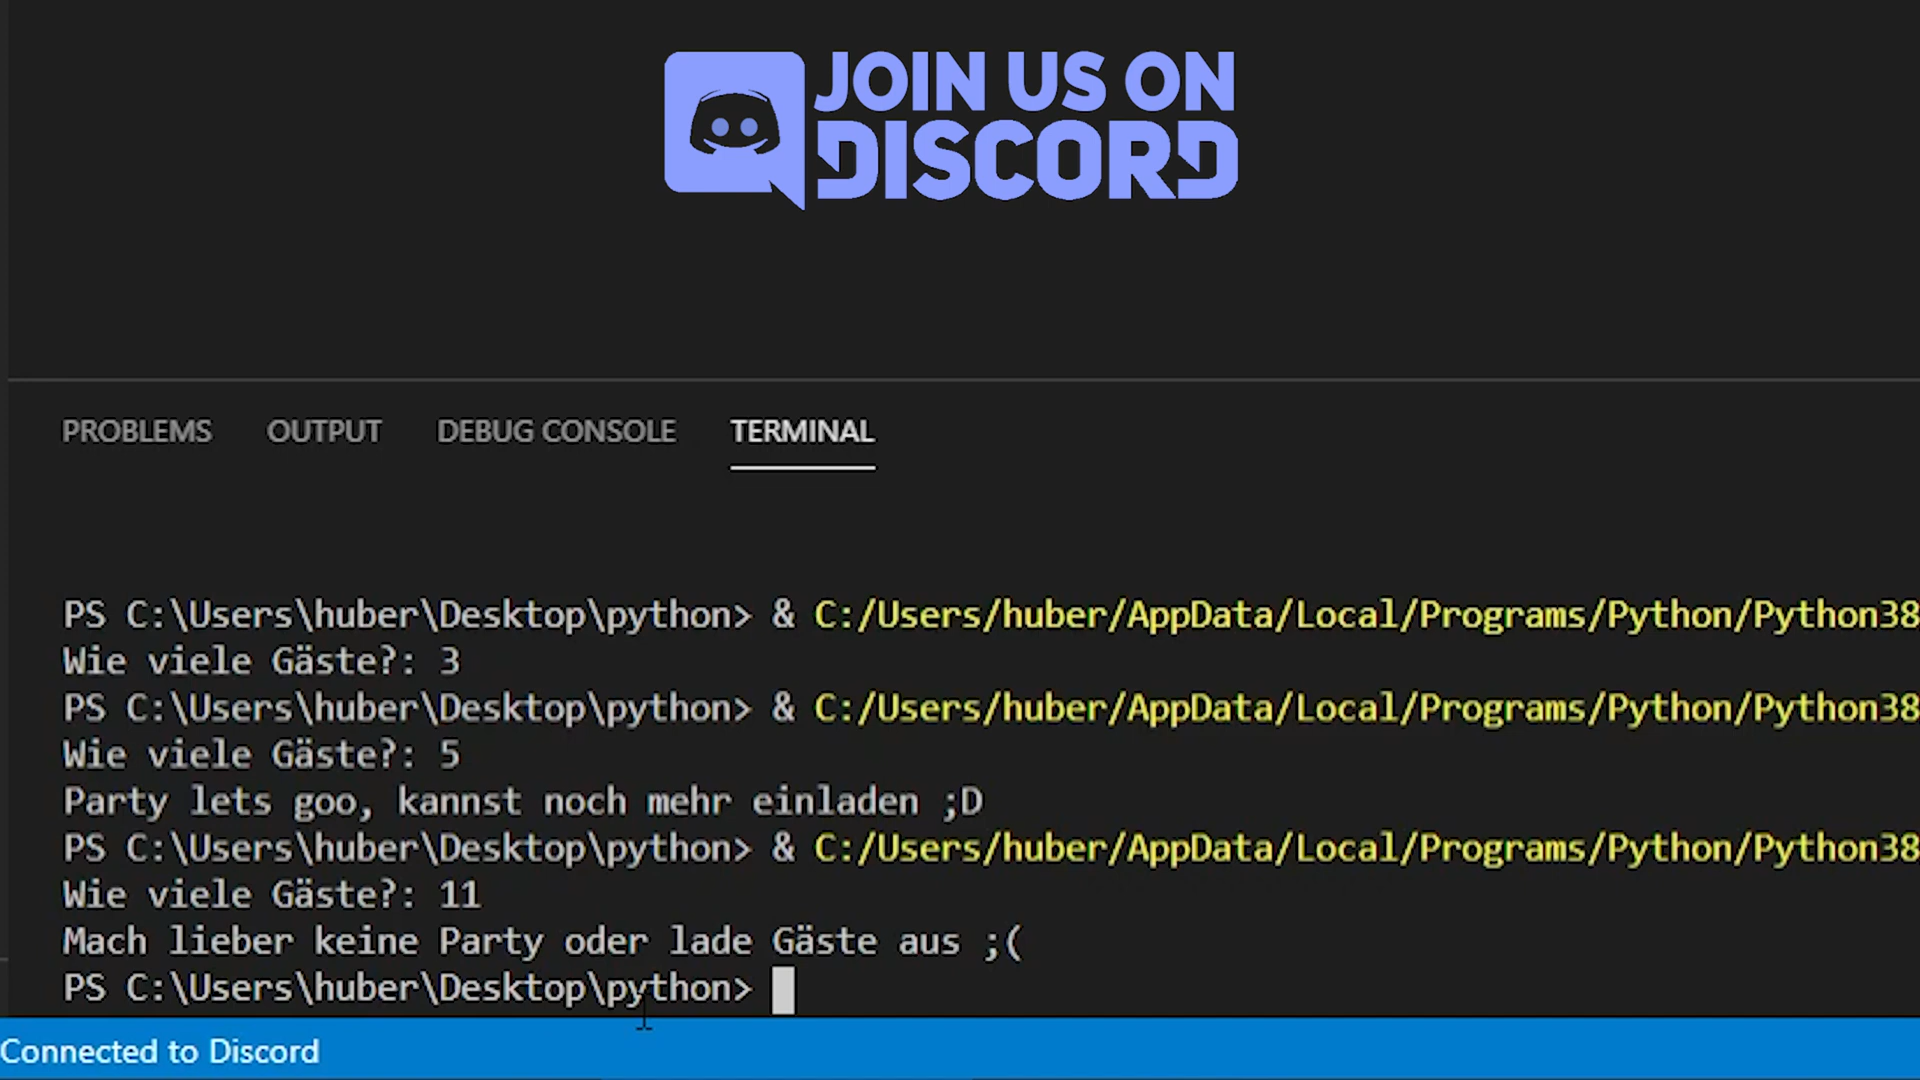 JOIN US ON
DISCORD
PROBLEMS OUTPUT DEBUG CONSOLE TERMINAL
PS C:\Users\huber\Desktop\python> & C:/Users/huber/AppData/Local/Programs/Python/Python38
Wie viele Gäste?: 3
PS C:\Users\huber\Desktop\python> & C:/Users/huber/AppData/Local/Programs/Python/Python38
Wie viele Gäste?: 5
Party lets goo, kannst noch mehr einladen ;D
PS C:\Users\huber\Desktop\python> & C:/Users/huber/AppData/Local/Programs/Python/Python38
Wie viele Gäste?: 11
Mach lieber keine Party oder lade Gäste aus ;(
PS C:\Users\huber\Desktop\python>
Connected to Discord